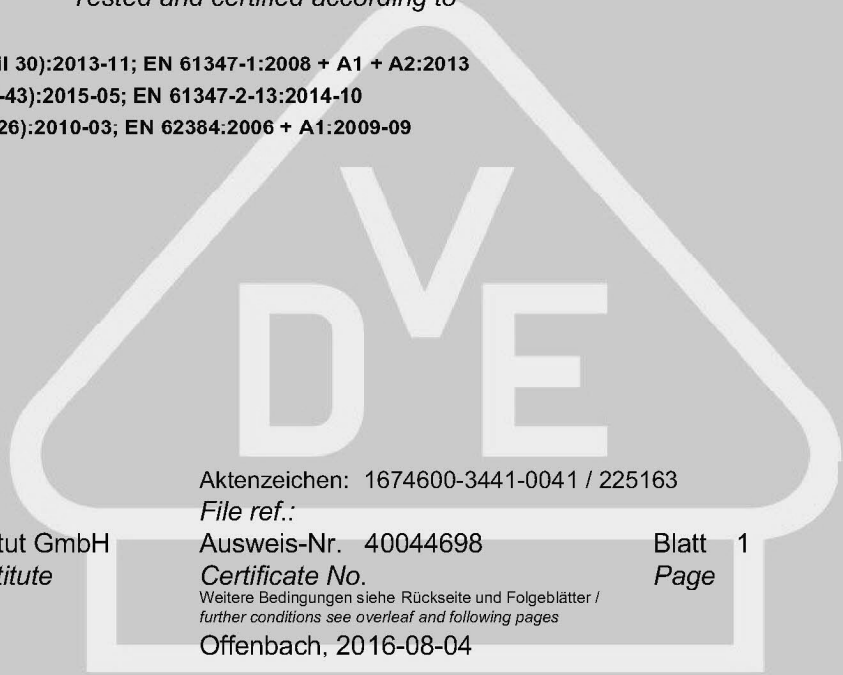 Tested and certified according to
30):2013-11; EN 61347-1:2008 + A1 + A2:2013
-43):2015-05; EN 61347-2-13:2014-10
26):2010-03; EN 62384:2006 + A1:2009-09
VDE
Aktenzeichen: 1674600-3441-0041 / 225163
File ref.:
GmbH
Ausweis-Nr. 40044698
Blatt 1
Certificate No.
Page
Weitere Bedingungen siehe Rückseite und Folgeblätter /
further conditions see overleaf and following pages
Offenbach, 2016-08-04